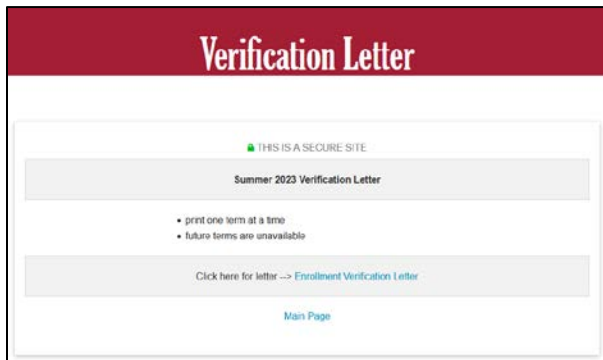 Verification Letter
THIS IS A SECURE SITE
Summer 2023 Verification Letter
• print one term at a time
• future terms are unavailable
Click here for letter --> Enrollment Verification Letter
Main Page